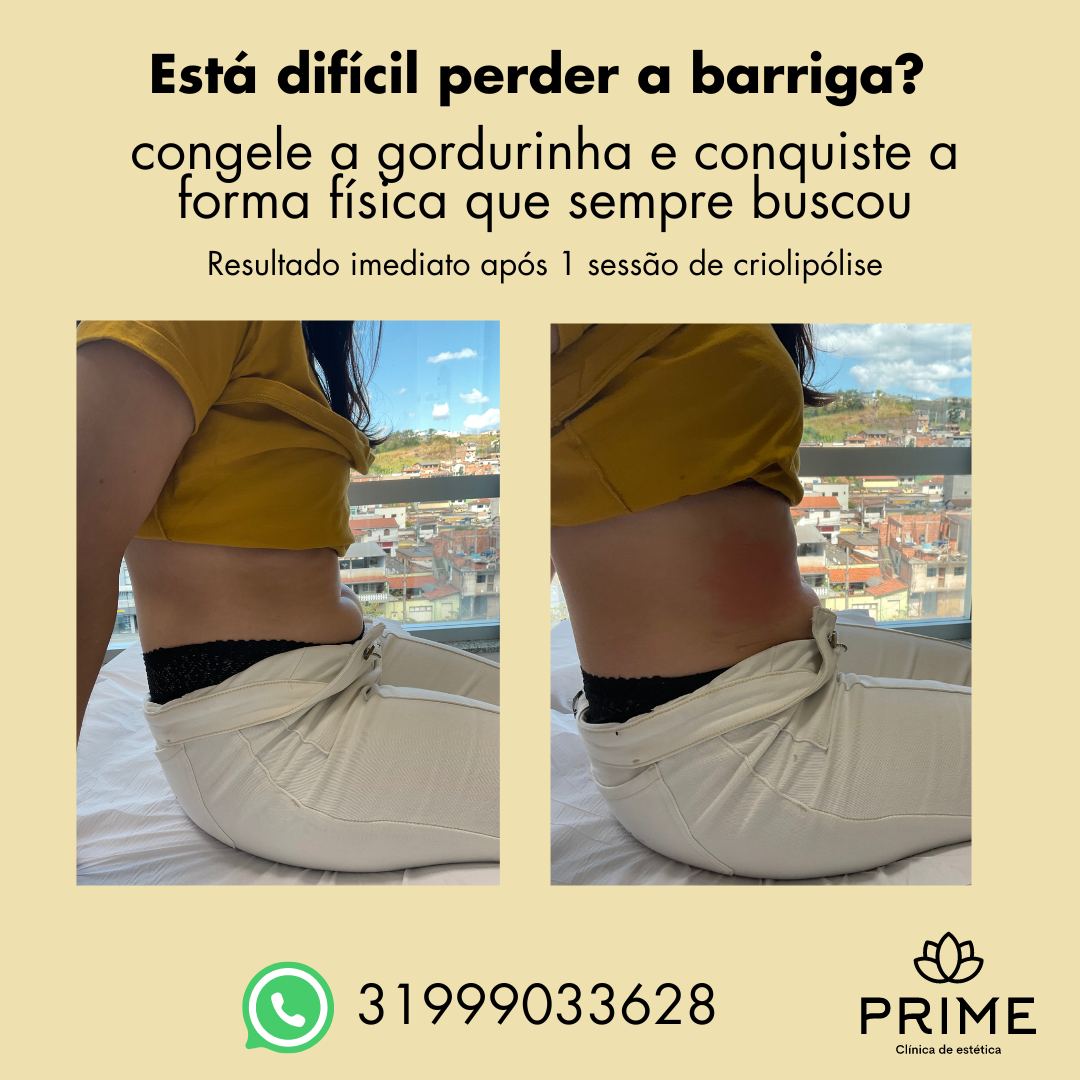 Está difícil perder a barriga?
congele a gordurinha e conquiste a
forma física que sempre buscou
Resultado imediato após 1 sessão de criolipólise
31999033628
PRIME
Clínica de estética